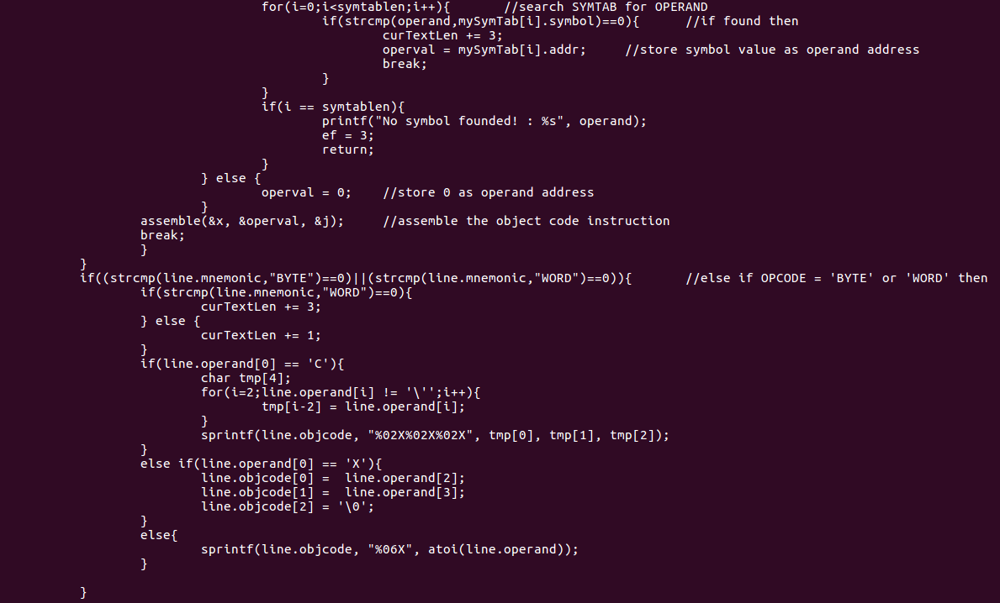 for(i=0;i<symtablen;i++){ //search SYMTAB for OPERAND
if(strcmp(operand,mySymTab[i].symbol)==0){ //if found then
curTextLen += 3;
operval = mySymTab[i].addr; //store symbol value as operand address
break;
}
}
if(i == symtablen){
printf("No symbol founded! : %s", operand);
ef = 3;
return;
}
} else {
operval = 0; //store 0 as operand address
}
assemble(&x, &operval, &j); //assemble the object code instruction
break;
}
}
if((strcmp(line.mnemonic,"BYTE")==0)||(strcmp(line.mnemonic,"WORD")==0)){ //else if OPCODE = 'BYTE' or 'WORD' then
if(strcmp(line.mnemonic,"WORD")==0){
curTextLen += 3;
} else {
curTextLen += 1;
}
if(line.operand[0] == 'C'){
char tmp[4];
for(i=2;line.operand[i] != '\'';i++){
tmp[i-2] = line.operand[i];
}
sprintf(line.objcode, "%02X%02X%02X", tmp[0], tmp[1], tmp[2]);
}
else if(line.operand[0] == 'X'){
line.objcode[0] =  line.operand[2];
line.objcode[1] =  line.operand[3];
line.objcode[2] = '\0';
}
else{
sprintf(line.objcode, "%06X", atoi(line.operand));
}
}